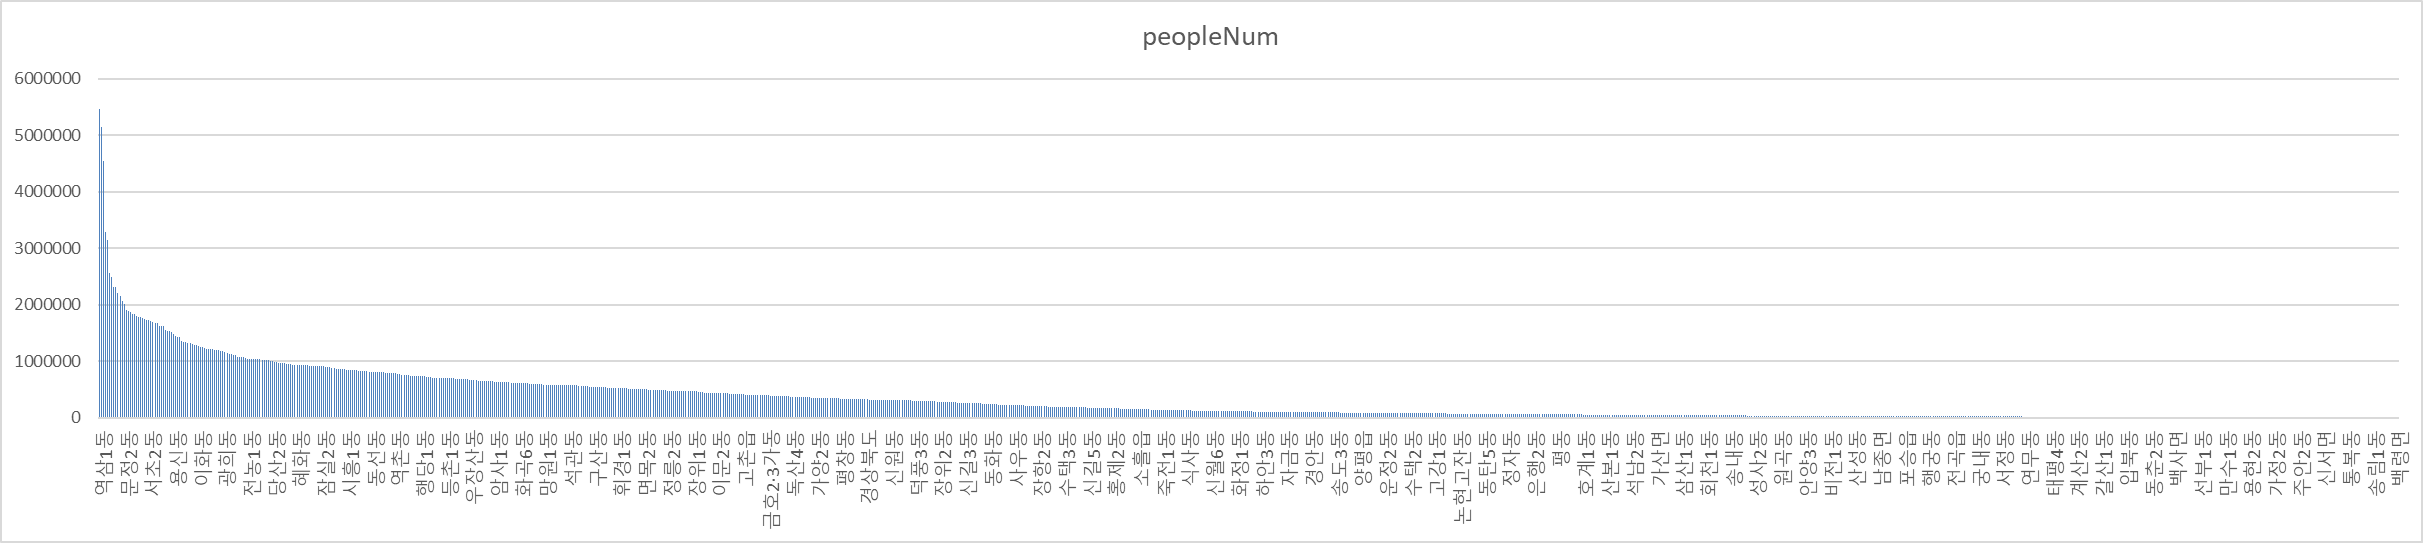 peopleNum
6000000
5000000
4000000
3000000
2000000
1000000
0
역삼1동
문정2동
서초2동
용신동
이화동
광희동
전농1동
당산2동
혜화동
잠실2동
시흥1동
동선동
역촌동
행당1동
등촌1동
우장산동
암사1동
화곡6동
망원1동
석관동
구산동
휘경1동
면목2동
정릉2동
장위1동
이문2동
고촌읍
금호2·3가동
독산4동
가양2동
평창동
경상북도
신원동
덕풍3동
장위2동
신길3동
동화동
사우동
장항2동
수택3동
신길5동
홍제2동
소흘읍
죽전1동
식사동
신월6동
화전1동
하안3동
자금동
경안동
송도3동
양평읍
운정2동
수택2동
고강1동
논현고잔동
동탄5동
정자동
은행2동
평동
호계1동
산본1동
석남2동
가산면
삼산1동
회천1동
송내동
성사2동
원곡동
안양3동
비전1동
산성동
남종면
포승읍
행궁동
전곡읍
궁내동
서정동
연무동
태평4동
계산2동
갈산1동
입북동
동춘2동
백사면
선부1동
만수1동
용현2동
가정2동
주안2동
신서면
통복동
송림1동
백령면